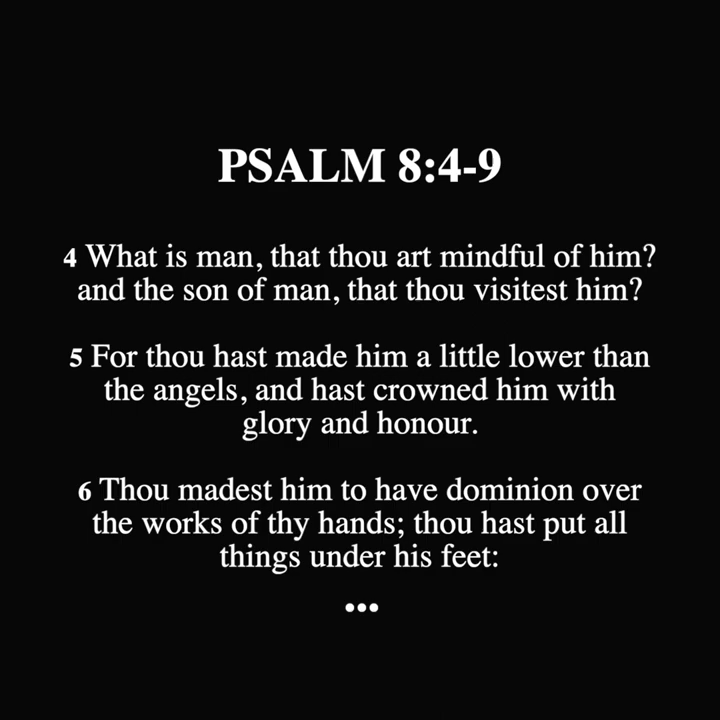 PSALM 8:4-9
4 What is man, that thou art mindful of him?
and the son of man, that thou visitest him?
5 For thou hast made him a little lower than
the angels, and hast crowned him with
glory and honour.
6 Thou madest him to have dominion over
the works of thy hands; thou hast put all
things under his feet:
...